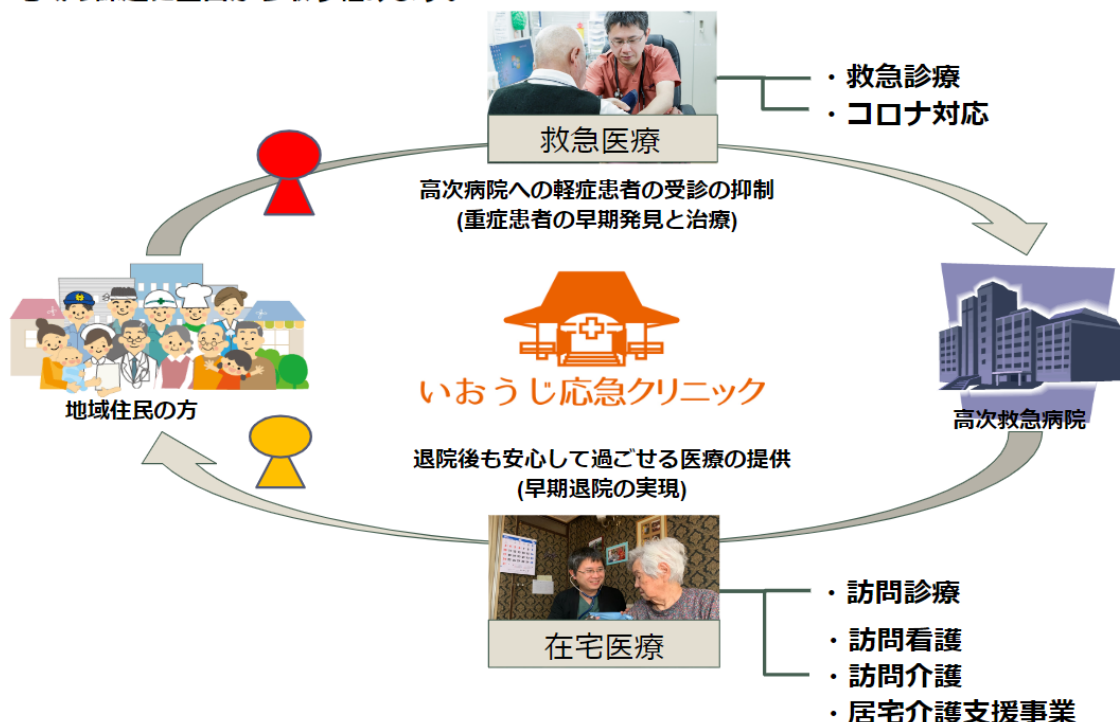 ・救急診療
・コロナ対応
救急医療
高次病院への軽症患者の受診の抑制
(重症患者の早期発見と治療)
いおうじ応急クリニック
地域住民の方
高次救急病院
退院後も安心して過ごせる医療の提供
(早期退院の実現)
在宅医療
・訪問診療
・訪問看護
・訪問介護
・居宅介護支援事業